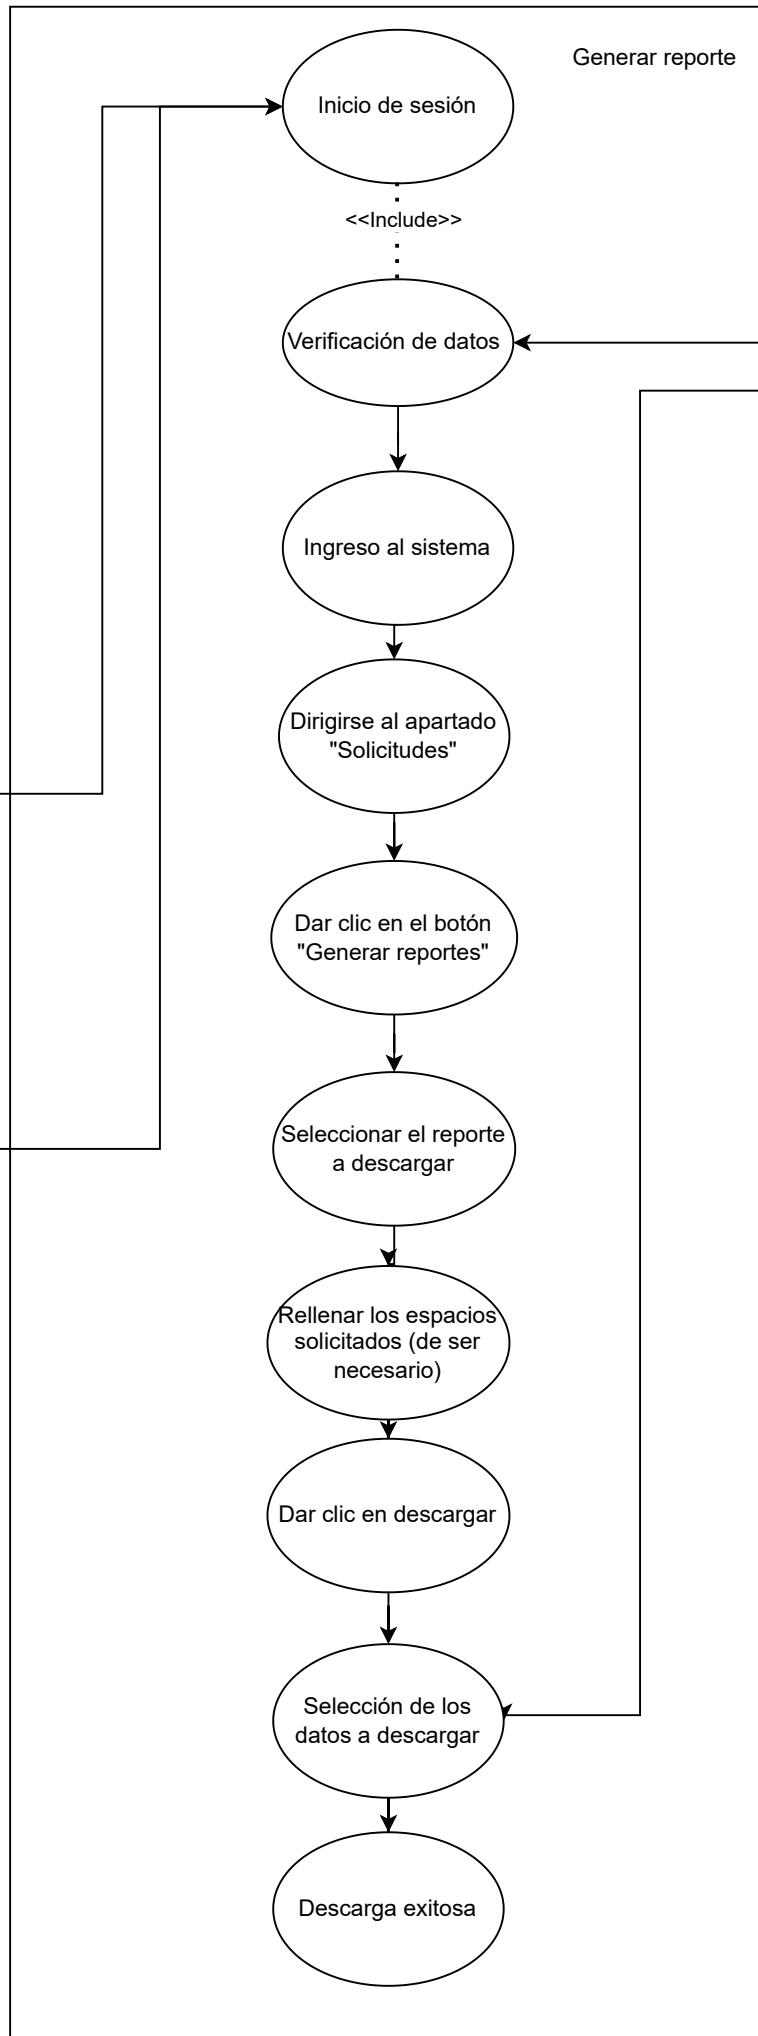 Generar reporte
Inicio de sesión
<<Include>>
Verificación de datos
Ingreso al sistema
Dirigirse al apartado
"Solicitudes"
Dar clic en el botón
"Generar reportes"
Seleccionar el reporte
a descargar
Rellenar los espacios
solicitados (de ser
necesario)
Dar clic en descargar
Selección de los
datos a descargar
Descarga exitosa